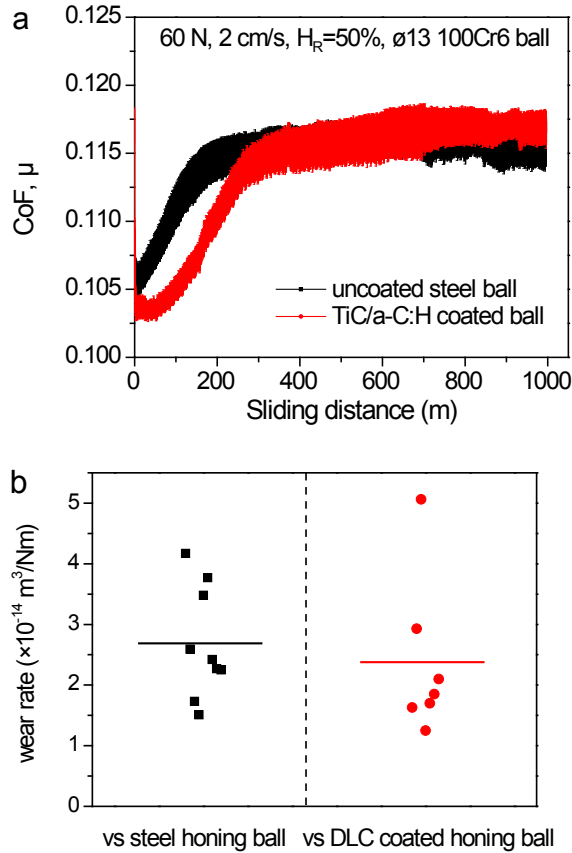 a
60 N, 2 cm/s, H_R=50%, ø13 100Cr6 ball
0.125
0.120
0.115
0.110
0.105
0.100
CoF, μ
uncoated steel ball
TiC/a-C:H coated ball
0 200 400 600 800 1000
Sliding distance (m)
b
5
4
3
2
1
0
wear rate (×10⁻¹⁴ m³/Nm)
vs steel honing ball vs DLC coated honing ball